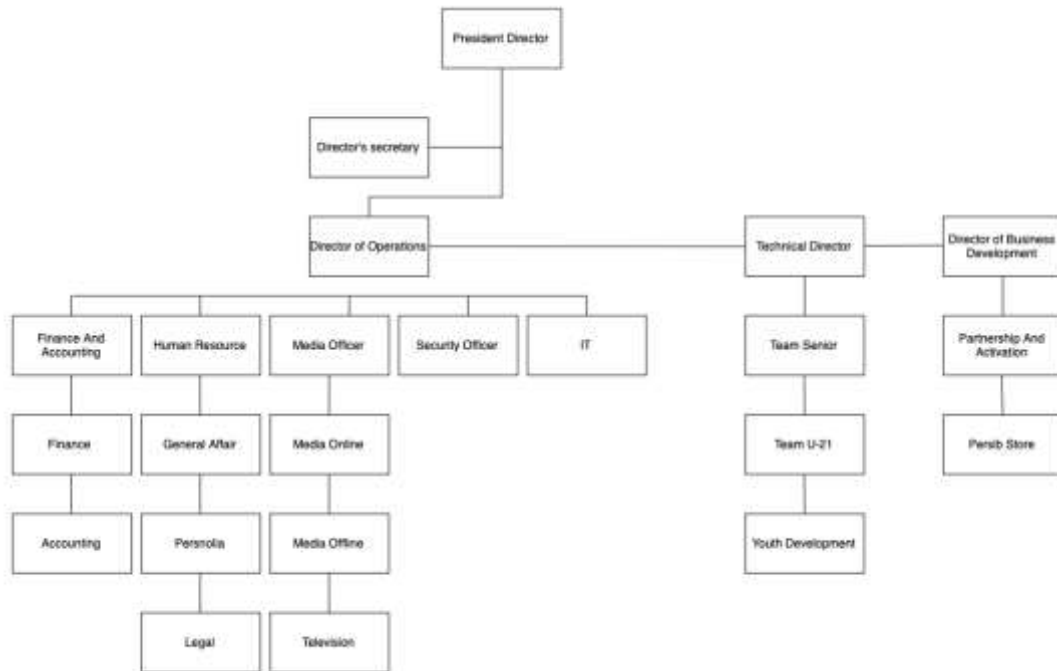 President Director
Director's secretary
Director of Operations
Technical Director
Director of Business
Development
Finance And
Accounting
Human Resource
Media Officer
Security Officer
IT
Team Senior
Partnership And
Activation
Finance
General Affair
Media Online
Team U-21
Persib Store
Accounting
Persnolia
Media Offline
Youth Development
Legal
Television